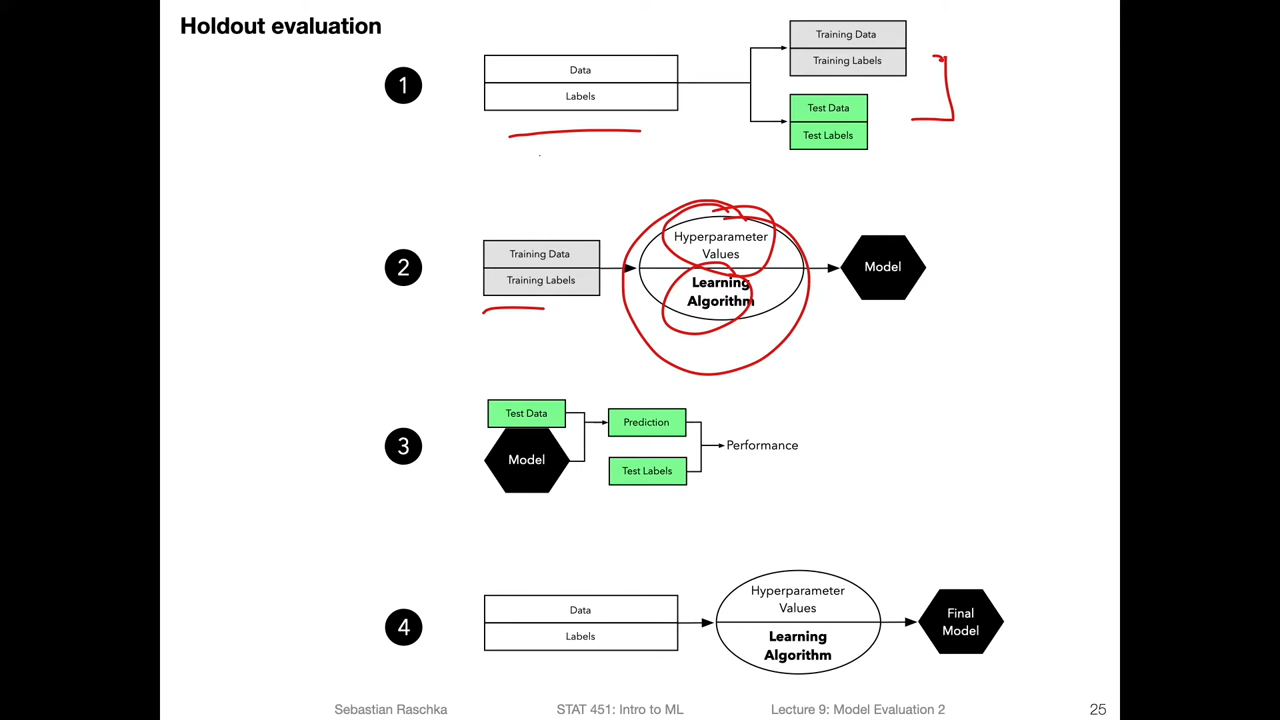 Holdout evaluation
1
Data
Labels
Training Data
Training Labels
Test Data
Test Labels
2
Training Data
Training Labels
Hyperparameter
Values
Learning
Algorithm
Model
3
Test Data
Model
Prediction
Test Labels
Performance
4
Data
Labels
Hyperparameter
Values
Learning
Algorithm
Final
Model
Sebastian Raschka
STAT 451: Intro to ML
Lecture 9: Model Evaluation 2
25